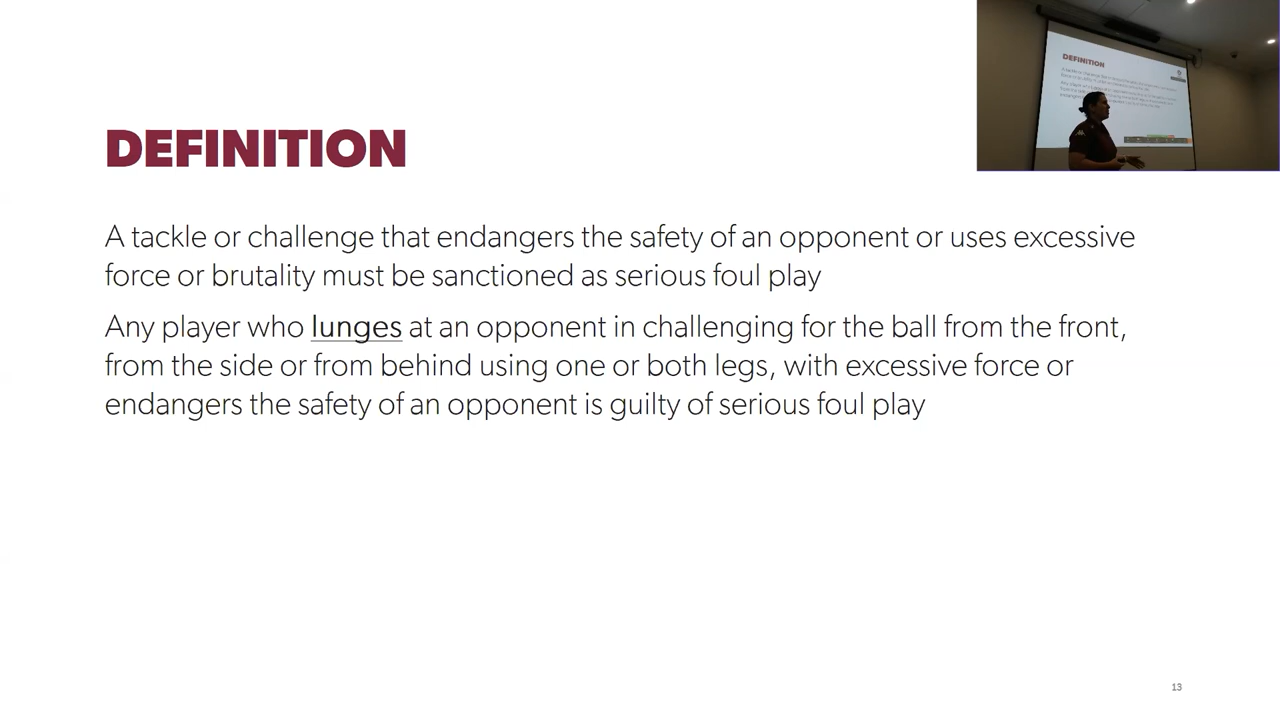 DEFINITION
A tackle or challenge that endangers the safety of an opponent or uses excessive
force or brutality must be sanctioned as serious foul play
Any player who lunges at an opponent in challenging for the ball from the front,
from the side or from behind using one or both legs, with excessive force or
endangers the safety of an opponent is guilty of serious foul play
13
DEFINITION